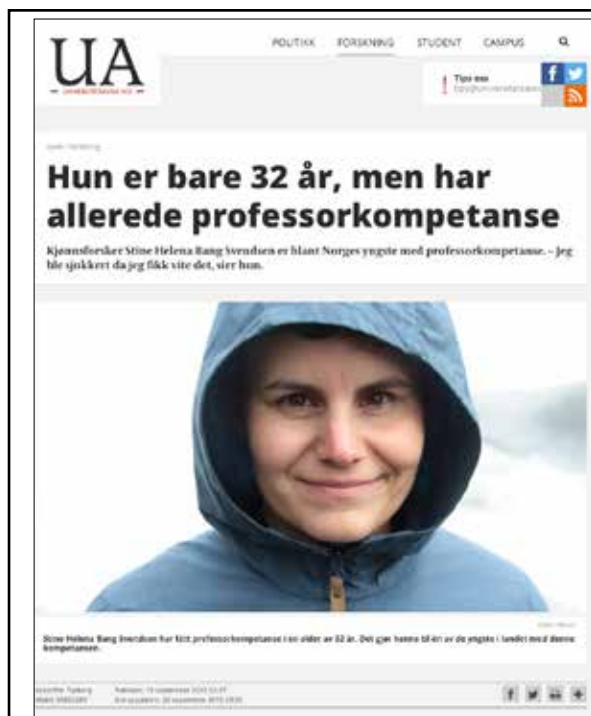 UA
POLITIKK FORSKNING STUDENT CAMPUS
Tips oss
Hun er bare 32 år, men har
allerede professorkompetanse
Kjønnsforsker Stine Helena Bang Svendsen er blant Norges yngste med professorkompetanse. – Jeg
ble sjokkert da jeg fikk vite det, sier hun.
Stine Helena Bang Svendsen har fått professorkompetanse i en alder av 32 år. Det gjør henne til én av de yngste i landet med denne
kompetansen.